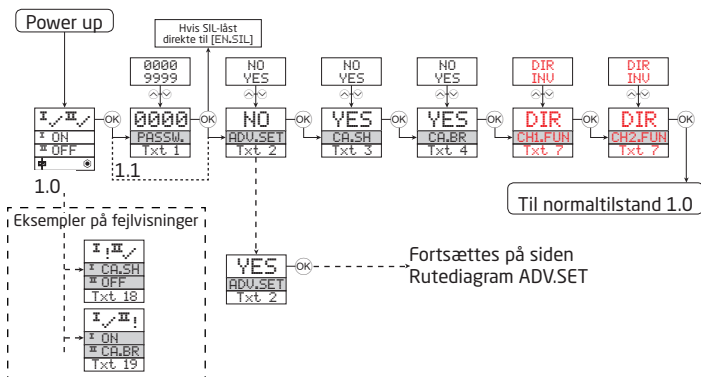 Power up
Hvis SIL-låst
direkte til [EN.SIL]
0000
9999
NO
YES
NO
YES
NO
YES
DIR
INV
DIR
INV
I / II /
I ON
II OFF
OK
0000
PASSW.
Txt 1
OK
NO
ADV.SET
Txt 2
OK
YES
CA.SH
Txt 3
OK
YES
CA.BR
Txt 4
OK
DIR
CH1.FUN
Txt 7
OK
DIR
CH2.FUN
Txt 7
OK
1.0
1.1
Til normaltilstand 1.0
Eksempler på fejlvisninger
I ! II /
I CA.SH
II OFF
Txt 18
I / II !
I ON
II CA.BR
Txt 19
YES
ADV.SET
Txt 2
OK
Fortsættes på siden
Rutediagram ADV.SET